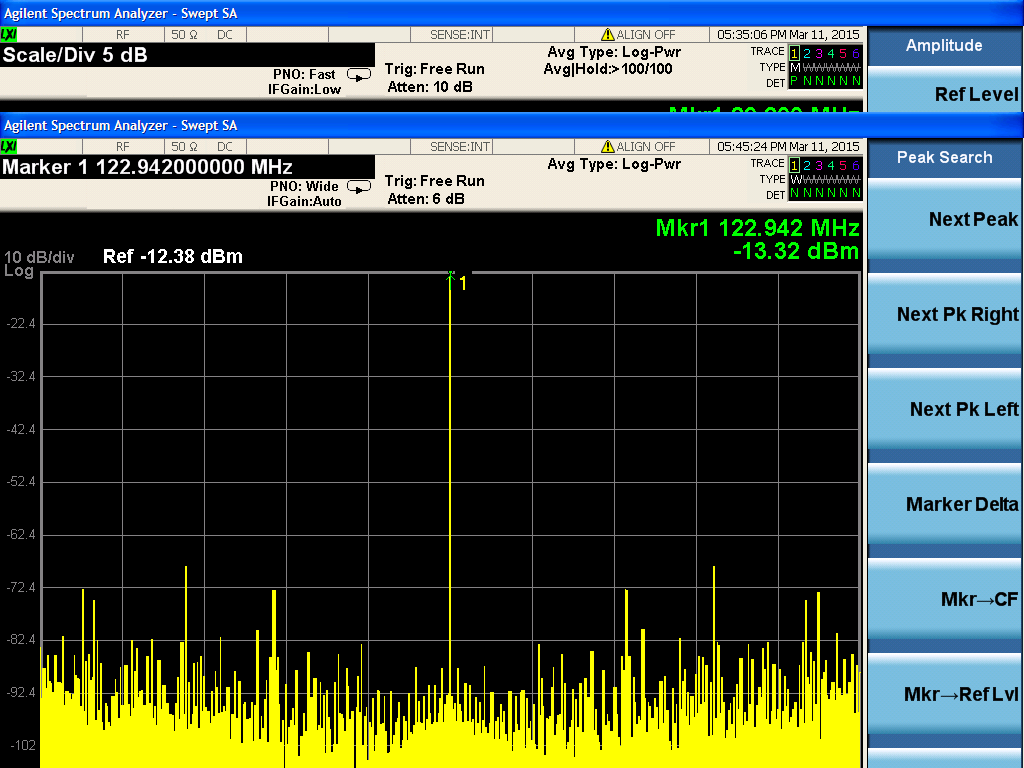 Agilent Spectrum Analyzer - Swept SA
LXI RF 50 Ω DC SENSE:INT ALIGN OFF 05:35:06 PM Mar 11, 2015
Scale/Div 5 dB
PNO: Fast
IFGain:Low
Trig: Free Run
Atten: 10 dB
Avg Type: Log-Pwr
Avg|Hold:>100/100
TRACE 1 2 3 4 5 6
TYPE M WWWWW
DET P N N N N N
Amplitude
Ref Level
Agilent Spectrum Analyzer - Swept SA
LXI RF 50 Ω DC SENSE:INT ALIGN OFF 05:45:24 PM Mar 11, 2015
Marker 1 122.942000000 MHz
PNO: Wide
IFGain:Auto
Trig: Free Run
Atten: 6 dB
Avg Type: Log-Pwr
TRACE 1 2 3 4 5 6
TYPE WWWWWW
DET N N N N N N
Peak Search
Mkr1 122.942 MHz
-13.32 dBm
10 dB/div Ref -12.38 dBm
Log
1
-22.4
-32.4
-42.4
-52.4
-62.4
-72.4
-82.4
-92.4
-102
Next Peak
Next Pk Right
Next Pk Left
Marker Delta
Mkr→CF
Mkr→Ref Lvl